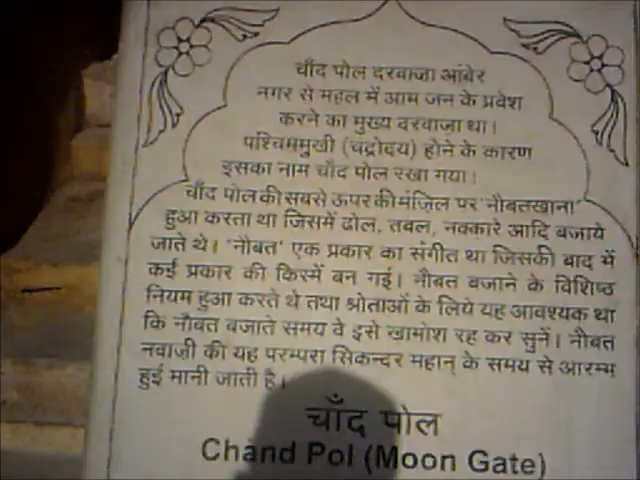 चाँद पोल दरवाजा आंबेर
नगर से महल में आम जन के प्रवेश
करने का मुख्य दरवाज़ा था।
पश्चिममुखी (चद्रोदय) होने के कारण
इसका नाम चाँद पोल रखा गया।
चाँद पोल की सबसे ऊपर की मंज़िल पर 'नौबतखाना'
हुआ करता था जिसमें ढोल, तबल, नक्कारे आदि बजाये
जाते थे। 'नौबत' एक प्रकार का संगीत था जिसकी बाद में
कई प्रकार की किस्में बन गई। नौबत बजाने के विशिष्ठ
नियम हुआ करते थे तथा श्रोताओं के लिये यह आवश्यक था
कि नौबत बजाते समय वे इसे खामोश रह कर सुनें। नौबत
नवाज़ी की यह परम्परा सिकन्दर महान् के समय से आरम्भ
हुई मानी जाती है।
चाँद पोल
Chand Pol (Moon Gate)